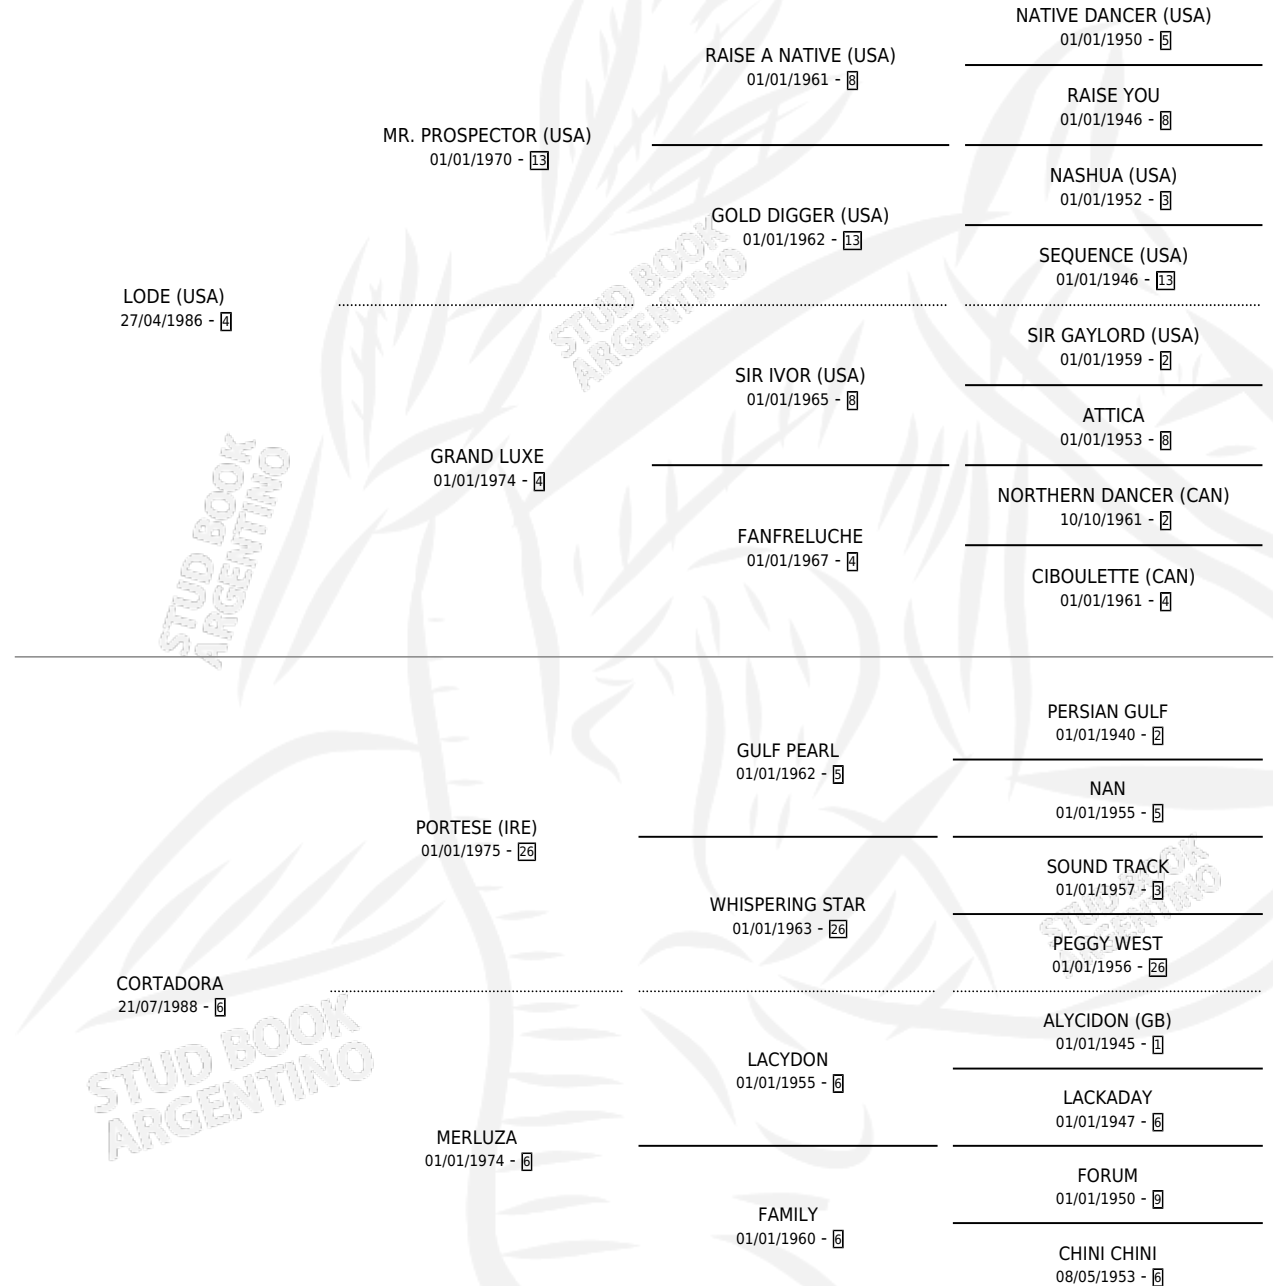 NATIVE DANCER (USA)
01/01/1950 - 5
RAISE A NATIVE (USA)
01/01/1961 - 8
RAISE YOU
01/01/1946 - 8
MR. PROSPECTOR (USA)
01/01/1970 - 13
NASHUA (USA)
01/01/1952 - 3
GOLD DIGGER (USA)
01/01/1962 - 13
SEQUENCE (USA)
01/01/1946 - 13
LODE (USA)
27/04/1986 - 4
STUD BOOK
ARGENTINO
SIR GAYLORD (USA)
01/01/1959 - 2
SIR IVOR (USA)
01/01/1965 - 8
ATTICA
01/01/1953 - 8
GRAND LUXE
01/01/1974 - 4
NORTHERN DANCER (CAN)
10/10/1961 - 2
FANFRELUCHE
01/01/1967 - 4
CIBOULETTE (CAN)
01/01/1961 - 4
STUD BOOK
ARGENTINO
PERSIAN GULF
01/01/1940 - 2
GULF PEARL
01/01/1962 - 5
NAN
01/01/1955 - 5
PORTESE (IRE)
01/01/1975 - 26
SOUND TRACK
01/01/1957 - 3
WHISPERING STAR
01/01/1963 - 26
PEGGY WEST
01/01/1956 - 26
STUD BOOK
ARGENTINO
CORTADORA
21/07/1988 - 6
ALYCIDON (GB)
01/01/1945 - 1
LACYDON
01/01/1955 - 6
LACKADAY
01/01/1947 - 6
STUD BOOK
ARGENTINO
MERLUZA
01/01/1974 - 6
FORUM
01/01/1950 - 9
FAMILY
01/01/1960 - 6
CHINI CHINI
08/05/1953 - 6